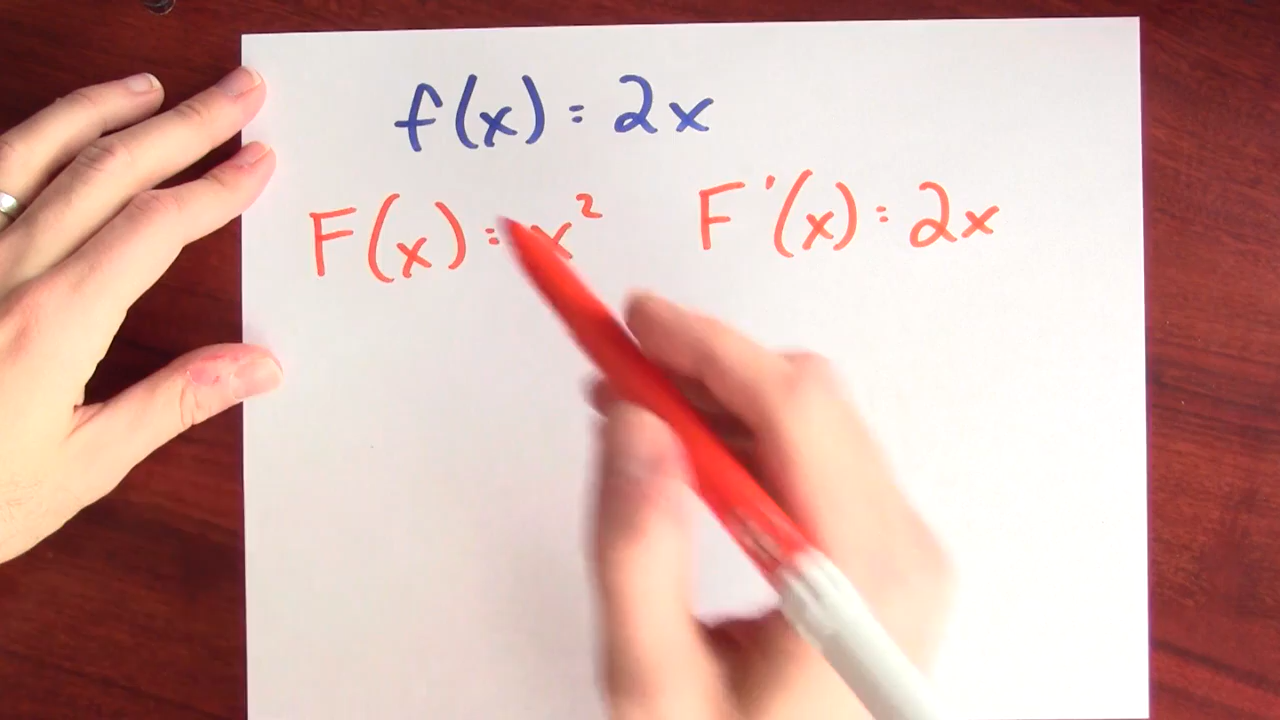 f(x) = 2x
F(x) = x² F'(x) = 2x